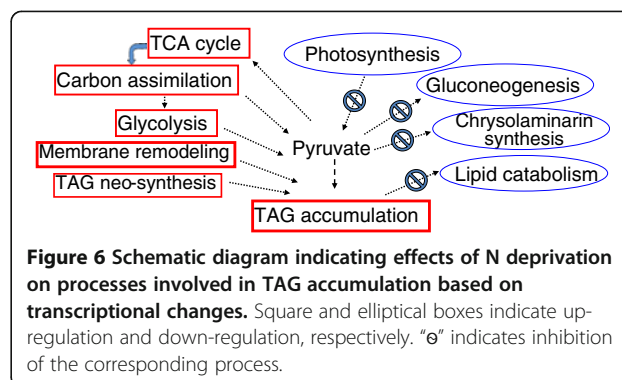 TCA cycle
Photosynthesis
Carbon assimilation
Gluconeogenesis
Glycolysis
Chrysolaminarin
synthesis
Pyruvate
Membrane remodeling
Lipid catabolism
TAG neo-synthesis
TAG accumulation
Figure 6 Schematic diagram indicating effects of N deprivation
on processes involved in TAG accumulation based on
transcriptional changes. Square and elliptical boxes indicate up-
regulation and down-regulation, respectively. “⦸” indicates inhibition
of the corresponding process.